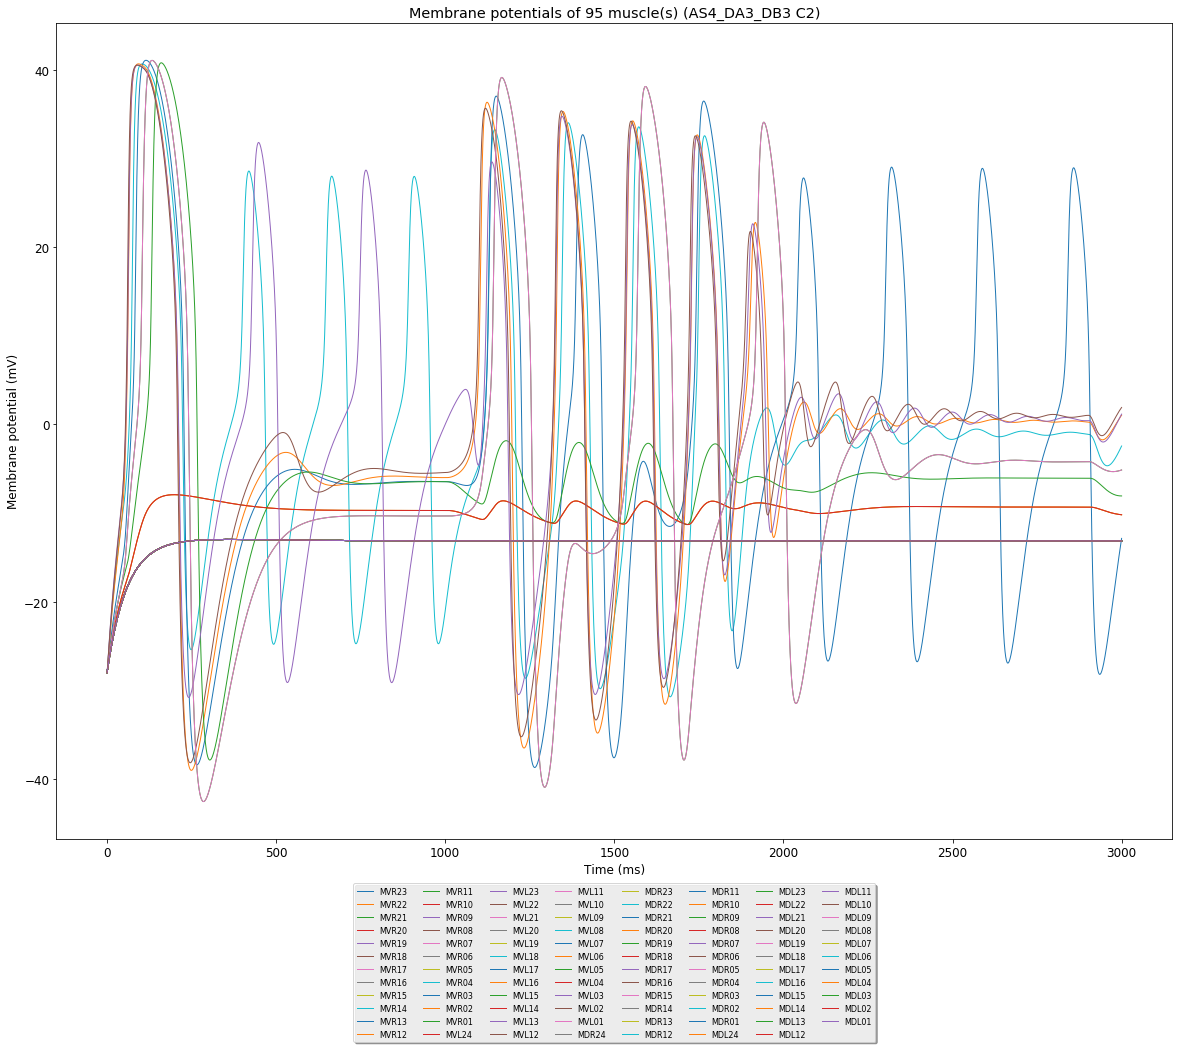 Membrane potentials of 95 muscle(s) (AS4_DA3_DB3 C2)
Membrane potential (mV)
40
20
0
−20
−40
0 500 1000 1500 2000 2500 3000
Time (ms)
MVR23 MVR11 MVL23 MVL11 MDR23 MDR11 MDL23 MDL11
MVR22 MVR10 MVL22 MVL10 MDR22 MDR10 MDL22 MDL10
MVR21 MVR09 MVL21 MVL09 MDR21 MDR09 MDL21 MDL09
MVR20 MVR08 MVL20 MVL08 MDR20 MDR08 MDL20 MDL08
MVR19 MVR07 MVL19 MVL07 MDR19 MDR07 MDL19 MDL07
MVR18 MVR06 MVL18 MVL06 MDR18 MDR06 MDL18 MDL06
MVR17 MVR05 MVL17 MVL05 MDR17 MDR05 MDL17 MDL05
MVR16 MVR04 MVL16 MVL04 MDR16 MDR04 MDL16 MDL04
MVR15 MVR03 MVL15 MVL03 MDR15 MDR03 MDL15 MDL03
MVR14 MVR02 MVL14 MVL02 MDR14 MDR02 MDL14 MDL02
MVR13 MVR01 MVL13 MVL01 MDR13 MDR01 MDL13 MDL01
MVR12 MVL24 MVL12 MDR24 MDR12 MDL24 MDL12